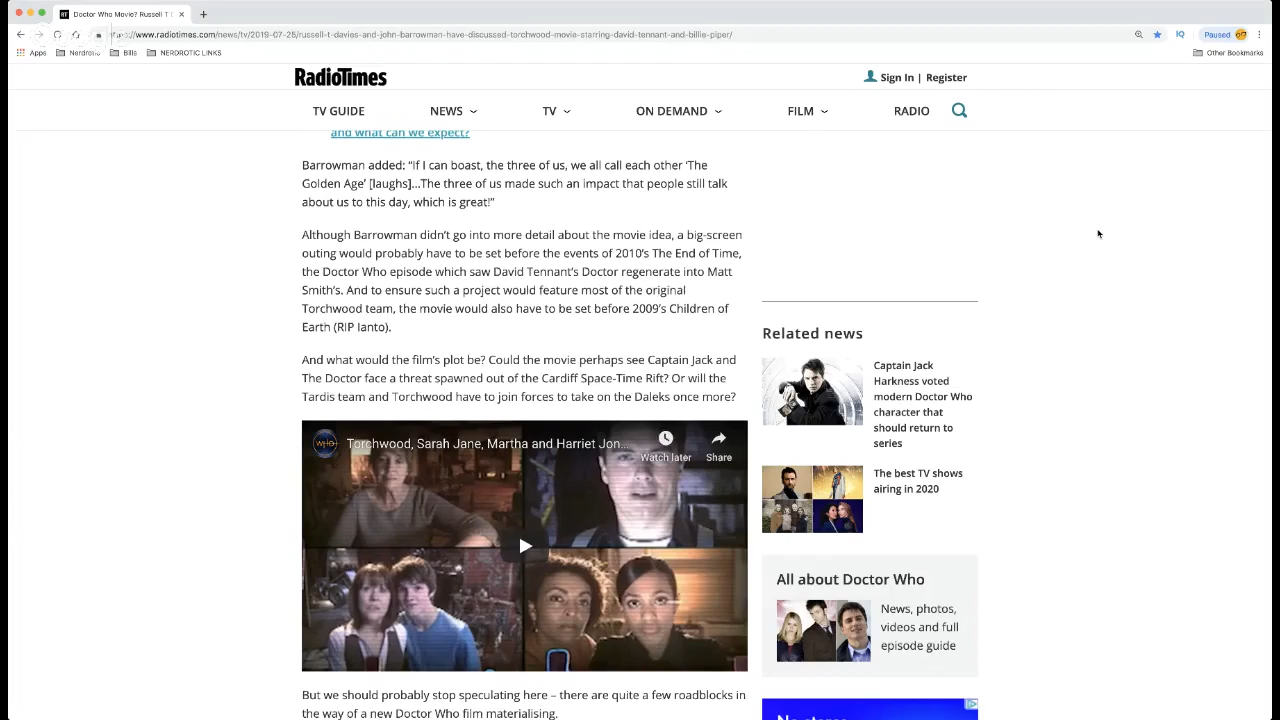 RT Doctor Who Movie? Russell T
www.radiotimes.com/news/tv/2019-07-25/russell-t-davies-and-john-barrowman-have-discussed-torchwood-movie-starring-david-tennant-and-billie-piper/
IQ Paused
Apps Nerdrotic Bills NERDROTIC LINKS Other Bookmarks
RadioTimes
Sign In | Register
TV GUIDE NEWS TV ON DEMAND FILM RADIO
and what can we expect?
Barrowman added: “If I can boast, the three of us, we all call each other ‘The
Golden Age’ [laughs]…The three of us made such an impact that people still talk
about us to this day, which is great!”
Although Barrowman didn’t go into more detail about the movie idea, a big-screen
outing would probably have to be set before the events of 2010’s The End of Time,
the Doctor Who episode which saw David Tennant’s Doctor regenerate into Matt
Smith’s. And to ensure such a project would feature most of the original
Torchwood team, the movie would also have to be set before 2009’s Children of
Earth (RIP Ianto).
And what would the film’s plot be? Could the movie perhaps see Captain Jack and
The Doctor face a threat spawned out of the Cardiff Space-Time Rift? Or will the
Tardis team and Torchwood have to join forces to take on the Daleks once more?
WHO
Torchwood, Sarah Jane, Martha and Harriet Jon...
Watch later
Share
But we should probably stop speculating here – there are quite a few roadblocks in
the way of a new Doctor Who film materialising.
Related news
Captain Jack
Harkness voted
modern Doctor Who
character that
should return to
series
The best TV shows
airing in 2020
All about Doctor Who
News, photos,
videos and full
episode guide